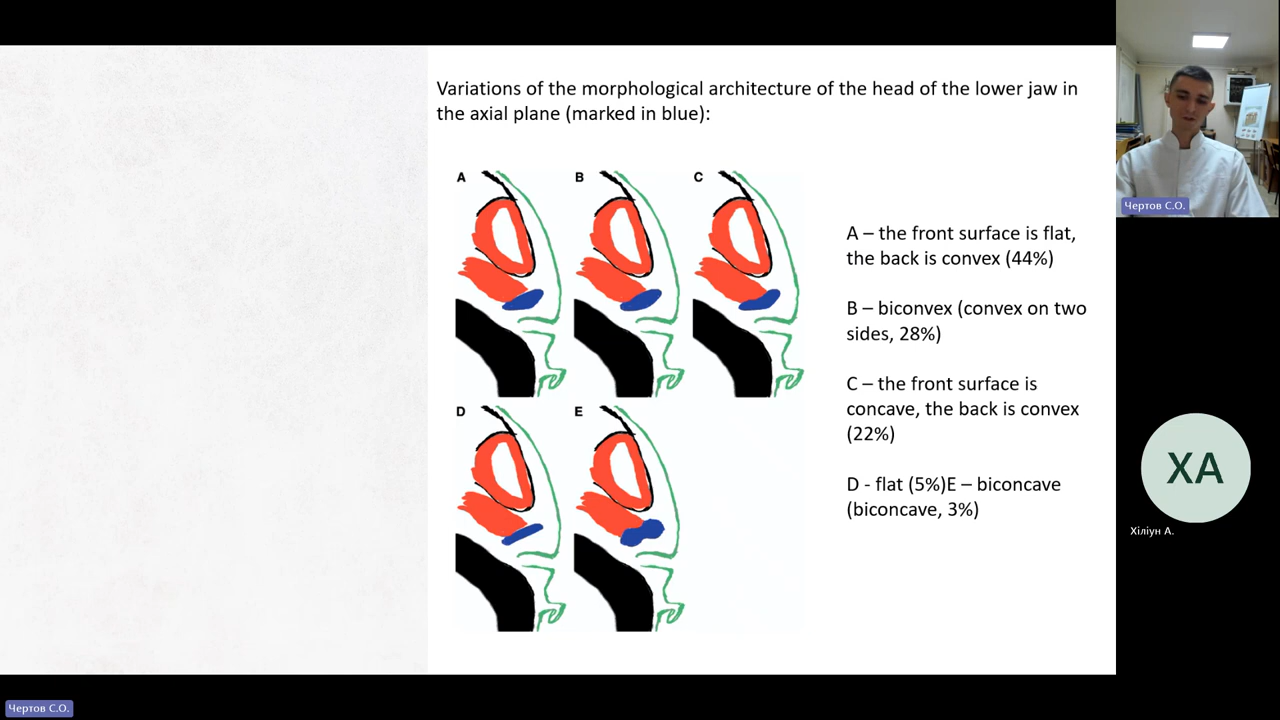 Variations of the morphological architecture of the head of the lower jaw in
the axial plane (marked in blue):
A
B
C
D
E
A – the front surface is flat,
the back is convex (44%)
B – biconvex (convex on two
sides, 28%)
C – the front surface is
concave, the back is convex
(22%)
D - flat (5%)E – biconcave
(biconcave, 3%)
Чертов С.О.
ХА
Хіліун А.
Чертов С.О.